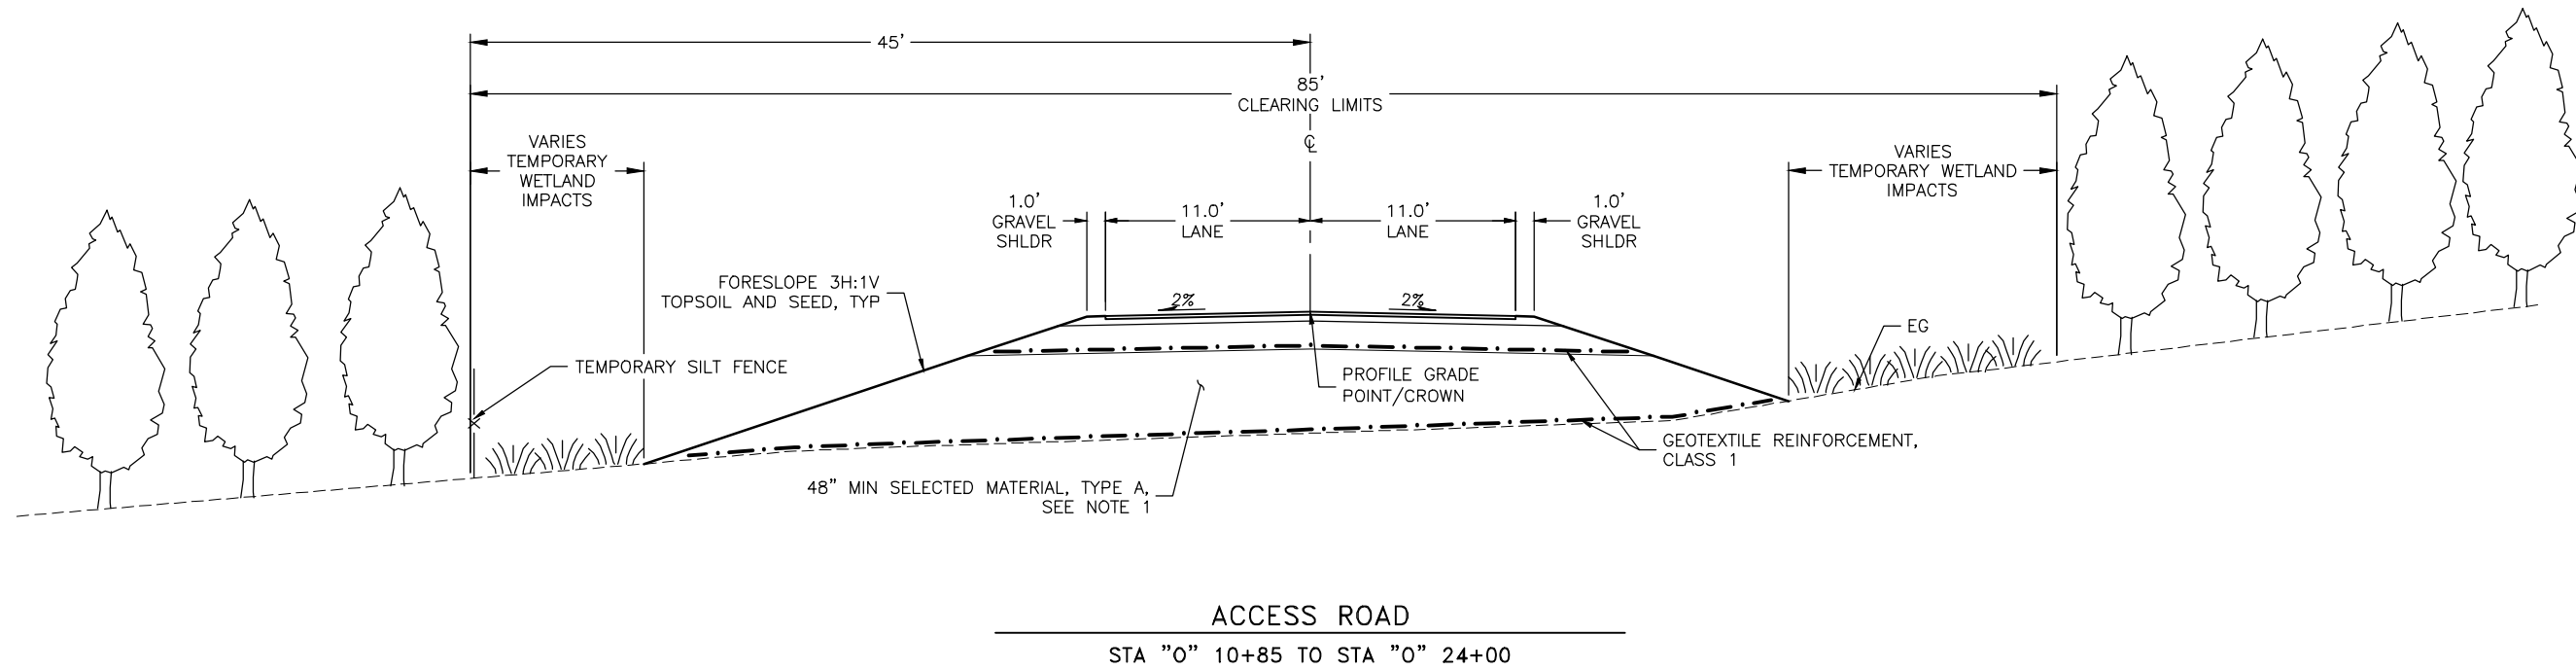 45'
85'
CLEARING LIMITS
℄
VARIES
TEMPORARY
WETLAND
IMPACTS
VARIES
TEMPORARY WETLAND
IMPACTS
1.0'
GRAVEL
SHLDR
11.0'
LANE
11.0'
LANE
1.0'
GRAVEL
SHLDR
FORESLOPE 3H:1V
TOPSOIL AND SEED, TYP
2%
2%
EG
TEMPORARY SILT FENCE
PROFILE GRADE
POINT/CROWN
GEOTEXTILE REINFORCEMENT,
CLASS 1
48" MIN SELECTED MATERIAL, TYPE A,
SEE NOTE 1
ACCESS ROAD
STA "O" 10+85 TO STA "O" 24+00